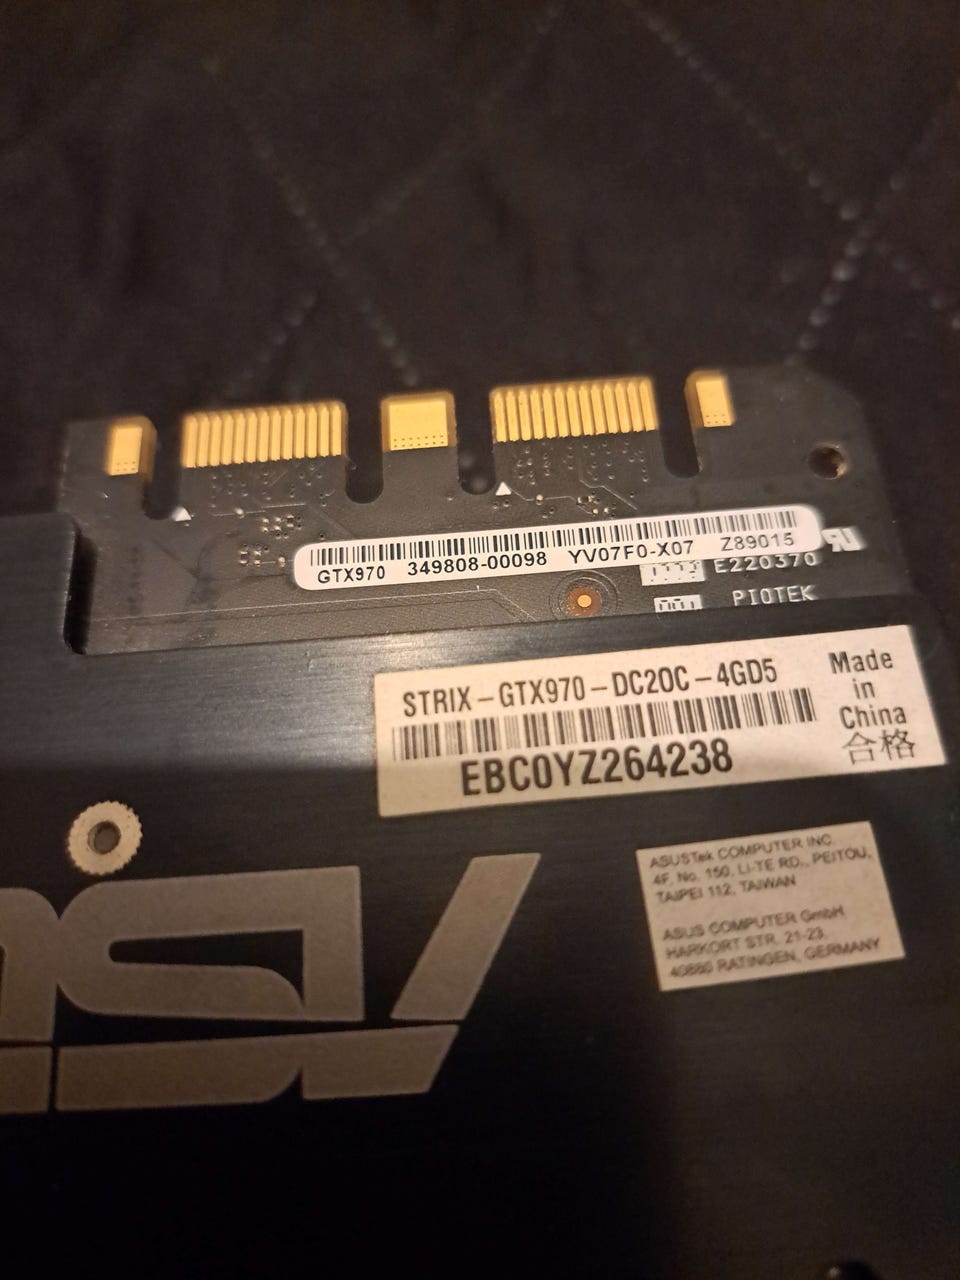 GTX970 349808-00098 YV07F0-X07 Z89015
E220370
PIOTEK
STRIX-GTX970-DC2OC-4GD5
EBC0YZ264238
Made
in
China
合格
ASUSTek COMPUTER INC.
4F, No. 150, LI-TE RD., PEITOU,
TAIPEI 112, TAIWAN
ASUS COMPUTER GmbH
HARKORT STR. 21-23,
40880 RATINGEN, GERMANY